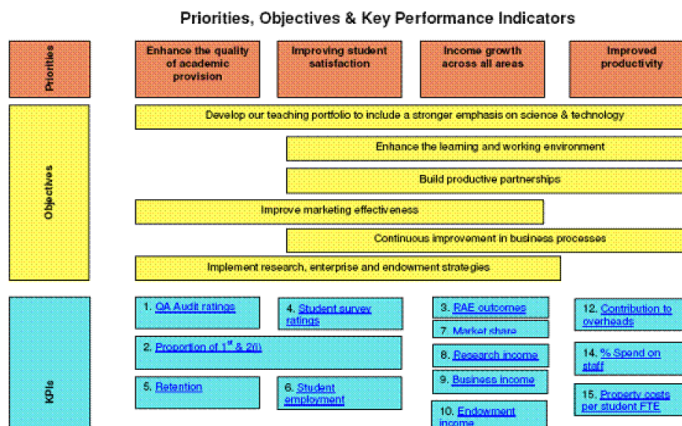 Priorities, Objectives & Key Performance Indicators
Priorities
Enhance the quality
of academic
provision
Improving student
satisfaction
Income growth
across all areas
Improved
productivity
Objectives
Develop our teaching portfolio to include a stronger emphasis on science & technology
Enhance the learning and working environment
Build productive partnerships
Improve marketing effectiveness
Continuous improvement in business processes
Implement research, enterprise and endowment strategies
KPIs
1. QA Audit ratings
4. Student survey
ratings
3. RAE outcomes
7. Market share
12. Contribution to
overheads
2. Proportion of 1st & 2(i)
8. Research income
14. % Spend on
staff
5. Retention
6. Student
employment
9. Business income
15. Property costs
per student FTE
10. Endowment
income